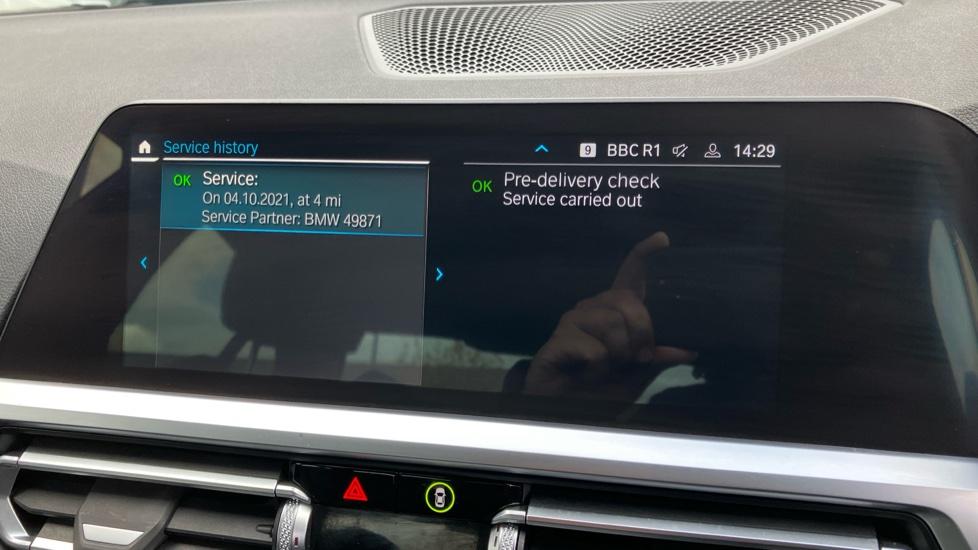 Service history
9 BBC R1 14:29
OK Service:
On 04.10.2021, at 4 mi
Service Partner: BMW 49871
OK Pre-delivery check
Service carried out